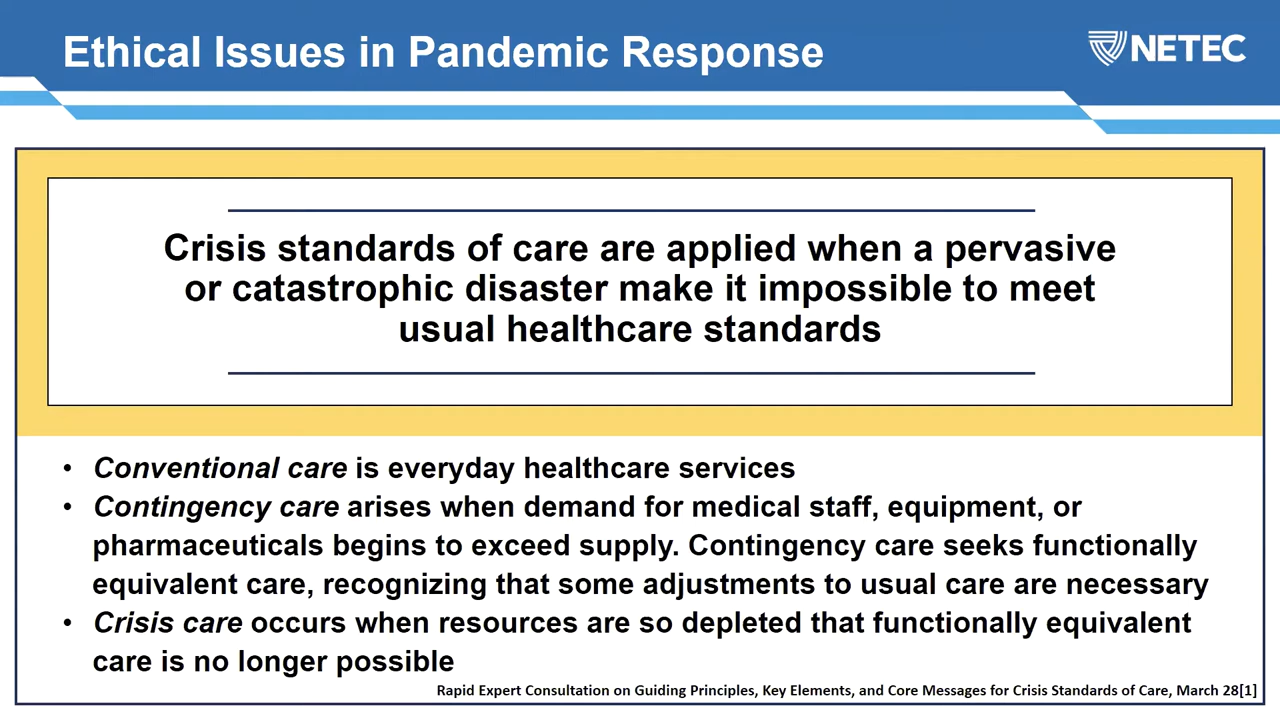 Ethical Issues in Pandemic Response
NETEC
Crisis standards of care are applied when a pervasive
or catastrophic disaster make it impossible to meet
usual healthcare standards
• Conventional care is everyday healthcare services
• Contingency care arises when demand for medical staff, equipment, or
pharmaceuticals begins to exceed supply. Contingency care seeks functionally
equivalent care, recognizing that some adjustments to usual care are necessary
• Crisis care occurs when resources are so depleted that functionally equivalent
care is no longer possible
Rapid Expert Consultation on Guiding Principles, Key Elements, and Core Messages for Crisis Standards of Care, March 28[1]